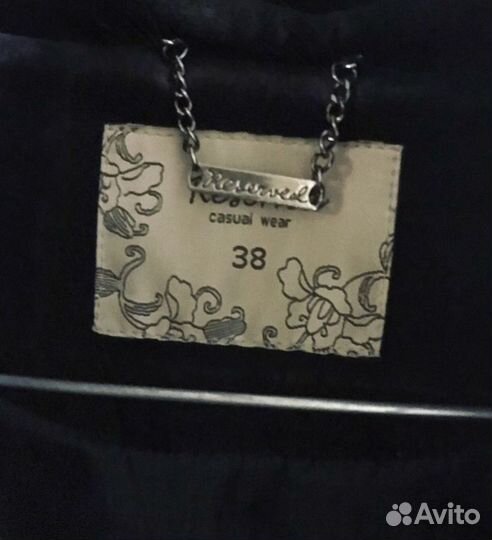 Reserved
casual wear
38
Avito